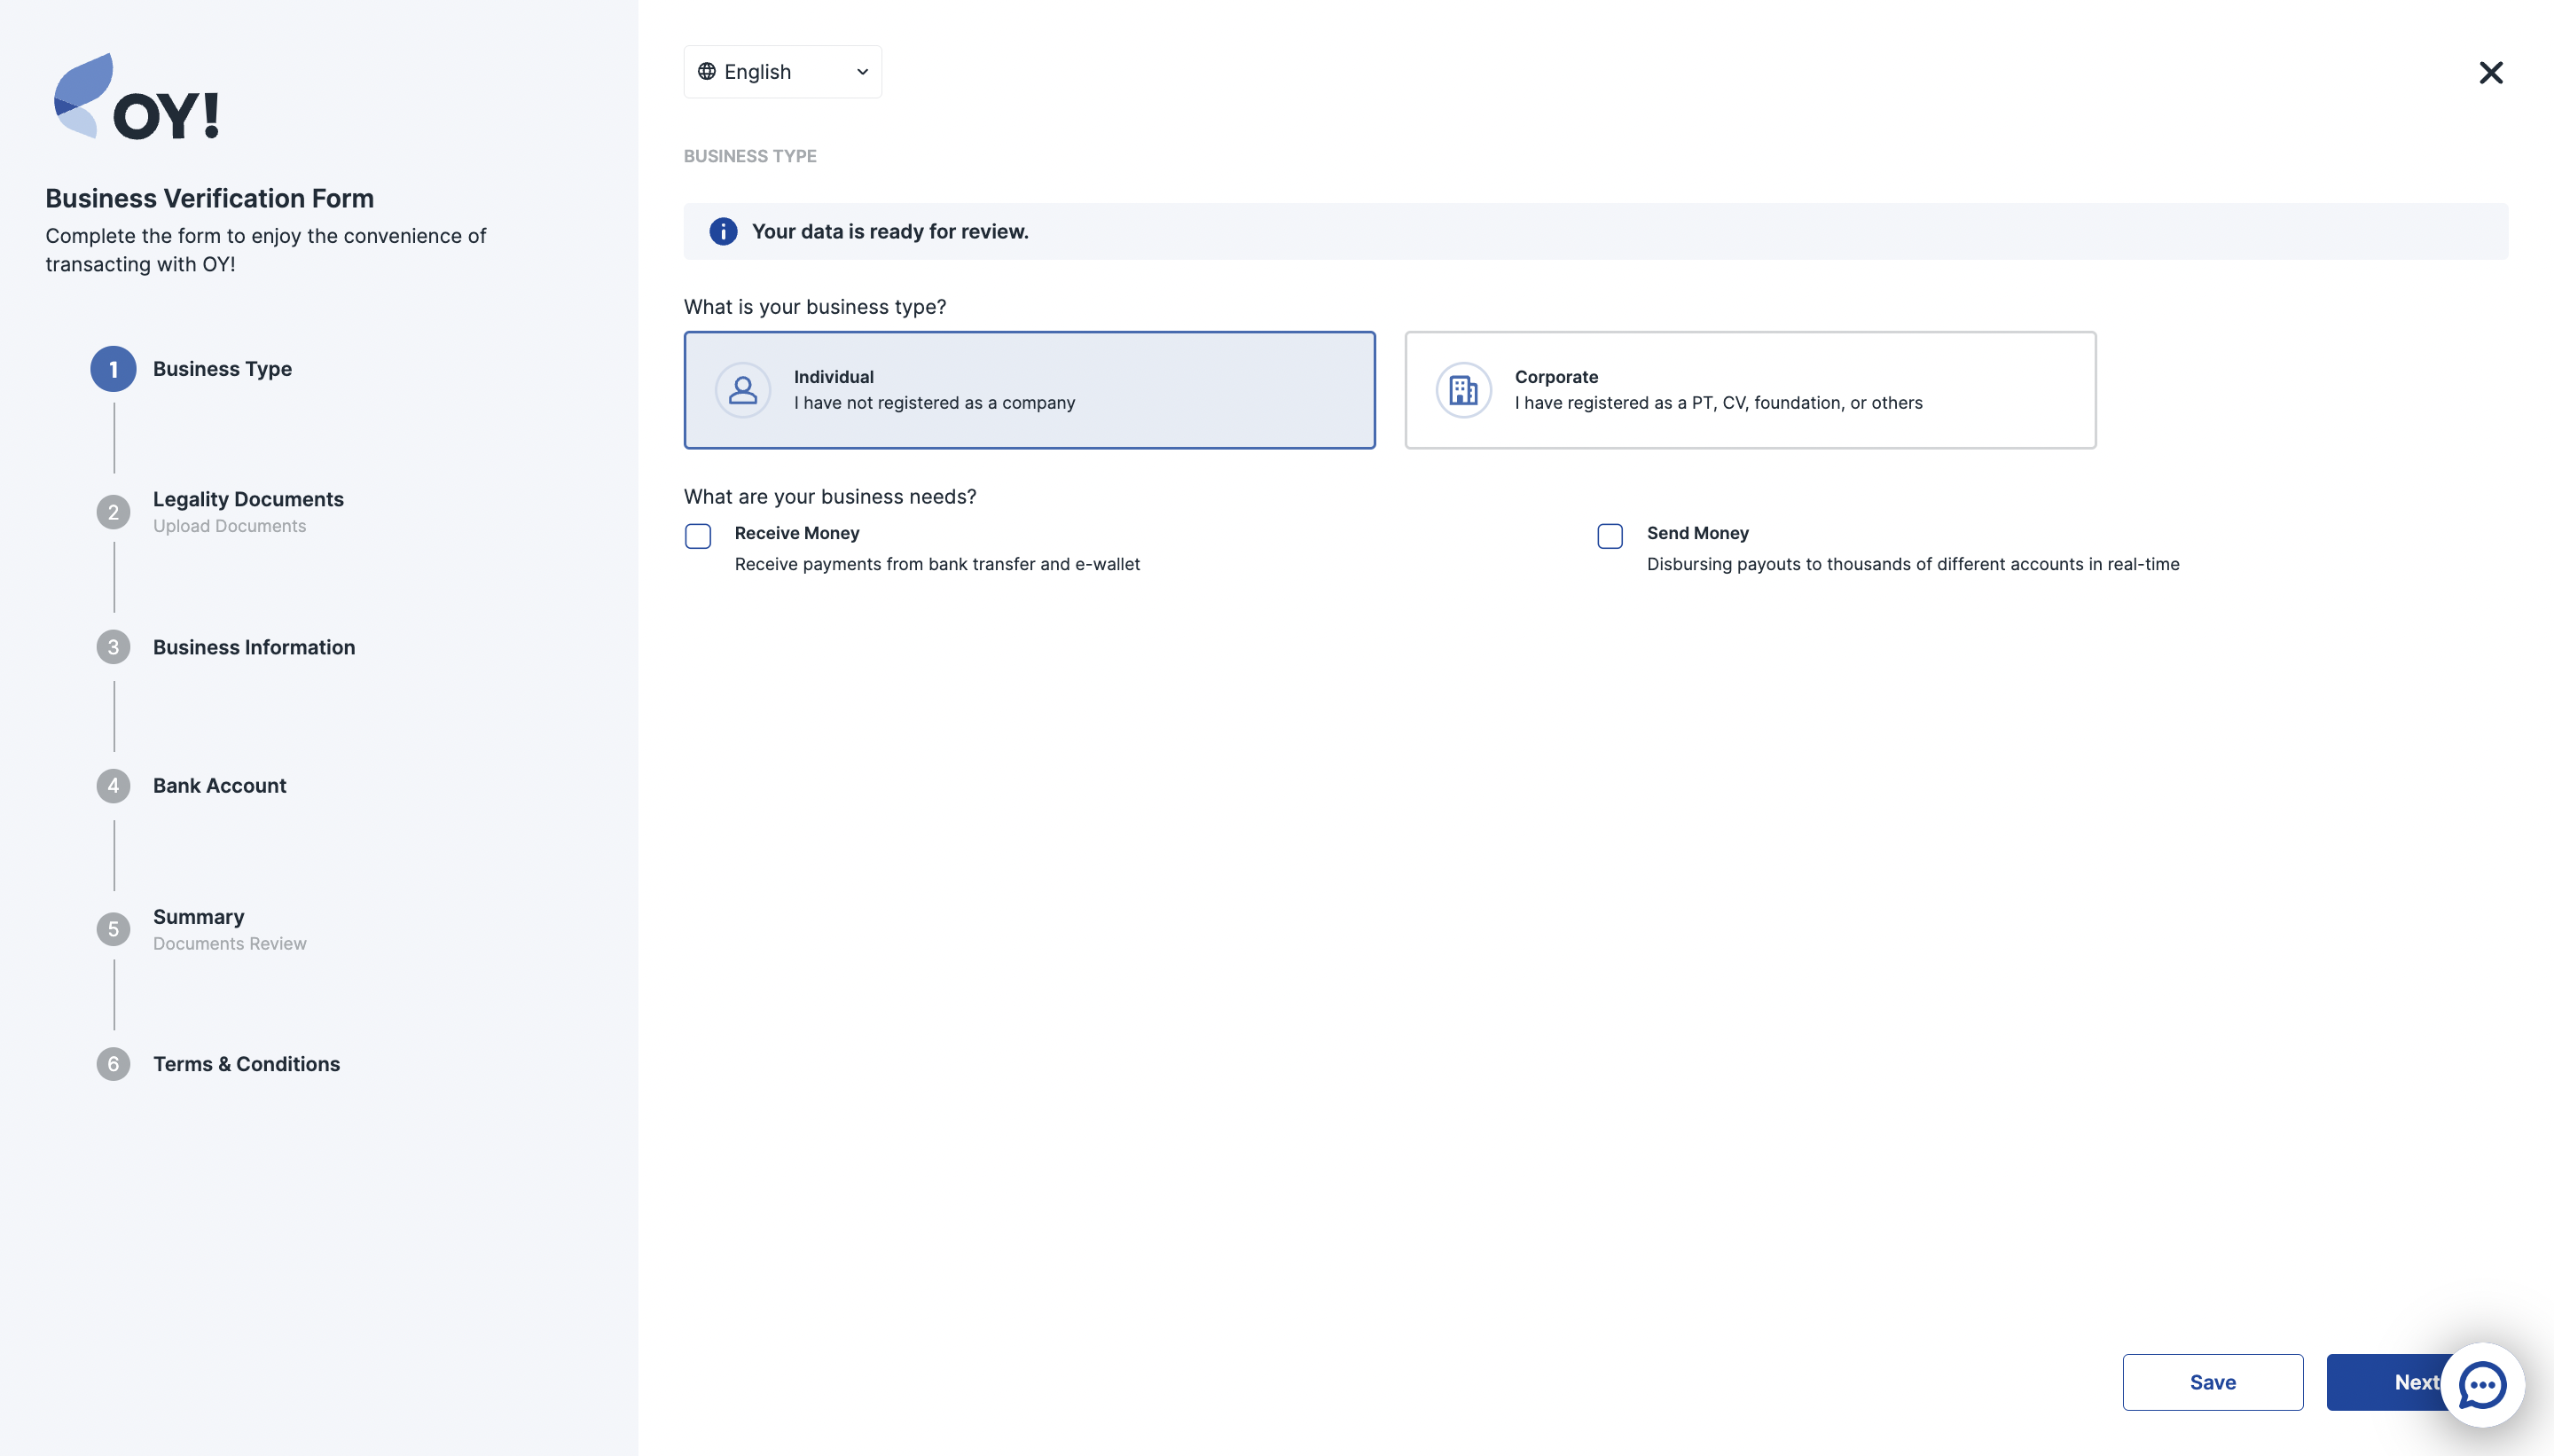 OY!
Business Verification Form
Complete the form to enjoy the convenience of
transacting with OY!
1 Business Type
2 Legality Documents
Upload Documents
3 Business Information
4 Bank Account
5 Summary
Documents Review
6 Terms & Conditions
English
BUSINESS TYPE
Your data is ready for review.
What is your business type?
Individual
I have not registered as a company
Corporate
I have registered as a PT, CV, foundation, or others
What are your business needs?
Receive Money
Receive payments from bank transfer and e-wallet
Send Money
Disbursing payouts to thousands of different accounts in real-time
Save
Next